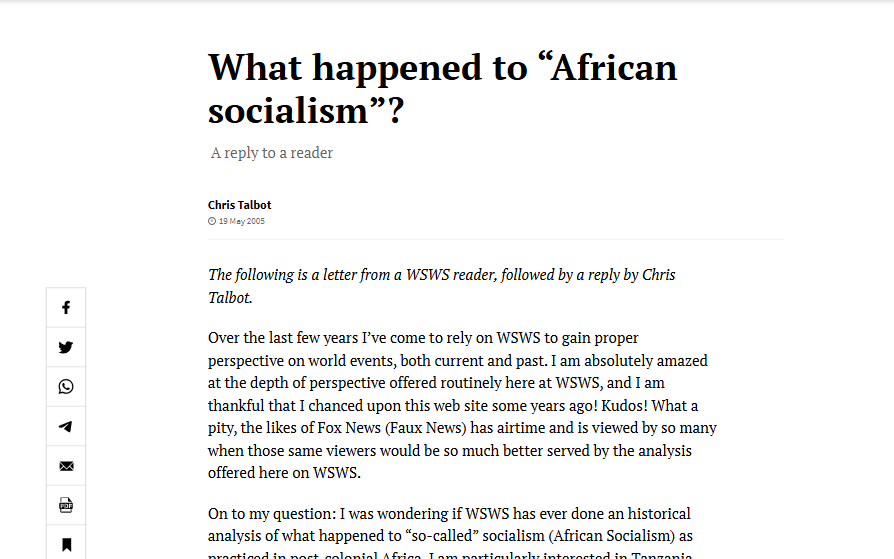 What happened to “African
socialism”?
A reply to a reader
Chris Talbot
19 May 2005
The following is a letter from a WSWS reader, followed by a reply by Chris
Talbot.
Over the last few years I’ve come to rely on WSWS to gain proper
perspective on world events, both current and past. I am absolutely amazed
at the depth of perspective offered routinely here at WSWS, and I am
thankful that I chanced upon this web site some years ago! Kudos! What a
pity, the likes of Fox News (Faux News) has airtime and is viewed by so many
when those same viewers would be so much better served by the analysis
offered here on WSWS.
On to my question: I was wondering if WSWS has ever done an historical
analysis of what happened to “so-called” socialism (African Socialism) as
practiced in post-colonial Africa. I am particularly interested in Tanzania
PDF